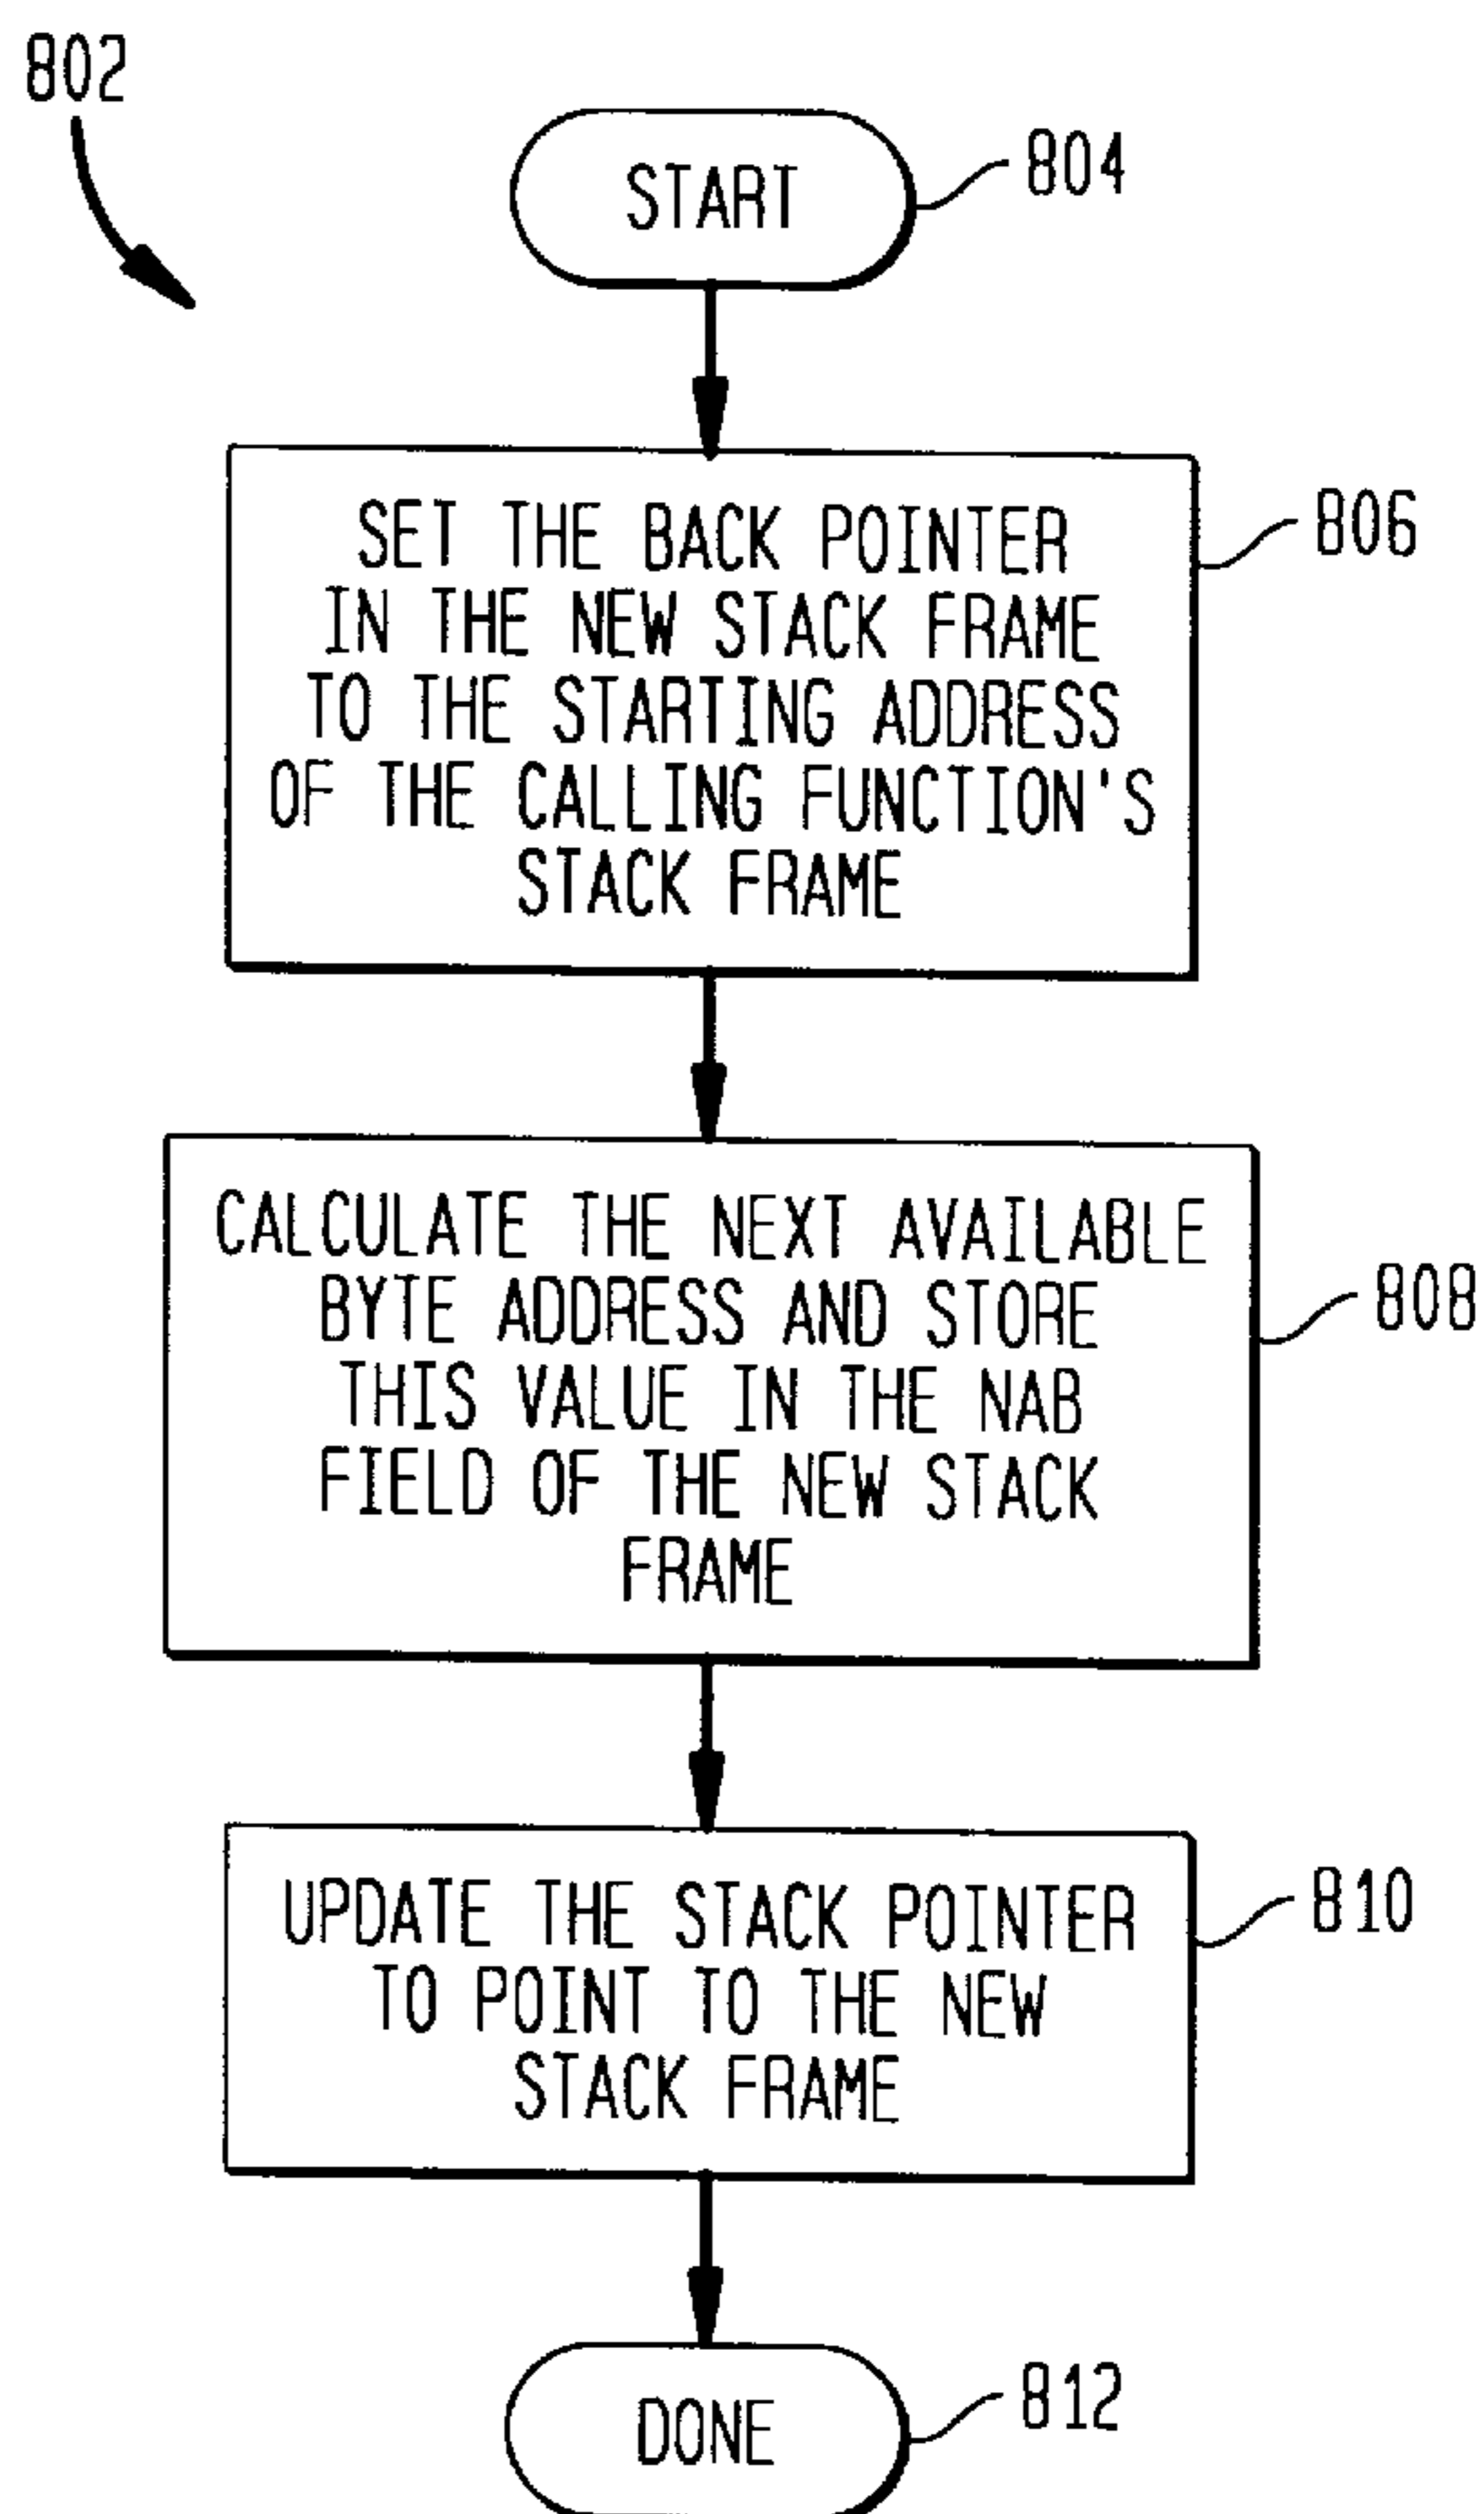 802
START
804
SET THE BACK POINTER
IN THE NEW STACK FRAME
TO THE STARTING ADDRESS
OF THE CALLING FUNCTION'S
STACK FRAME
806
CALCULATE THE NEXT AVAILABLE
BYTE ADDRESS AND STORE
THIS VALUE IN THE NAB
FIELD OF THE NEW STACK
FRAME
808
UPDATE THE STACK POINTER
TO POINT TO THE NEW
STACK FRAME
810
DONE
812